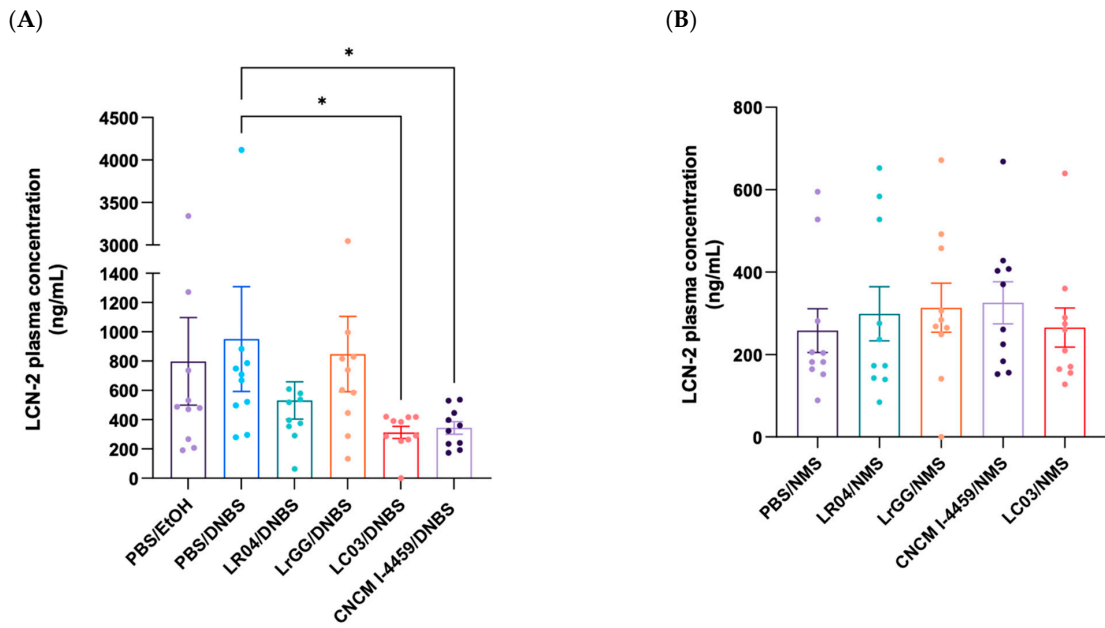 (A)
*
*
4500
4000
3500
3000
1400
1200
1000
800
600
400
200
0
LCN-2 plasma concentration
(ng/mL)
PBS/EtOH
PBS/DNBS
LR04/DNBS
LrGG/DNBS
LC03/DNBS
CNCM I-4459/DNBS
(B)
800
600
400
200
0
LCN-2 plasma concentration
(ng/mL)
PBS/NMS
LR04/NMS
LrGG/NMS
CNCM I-4459/NMS
LC03/NMS